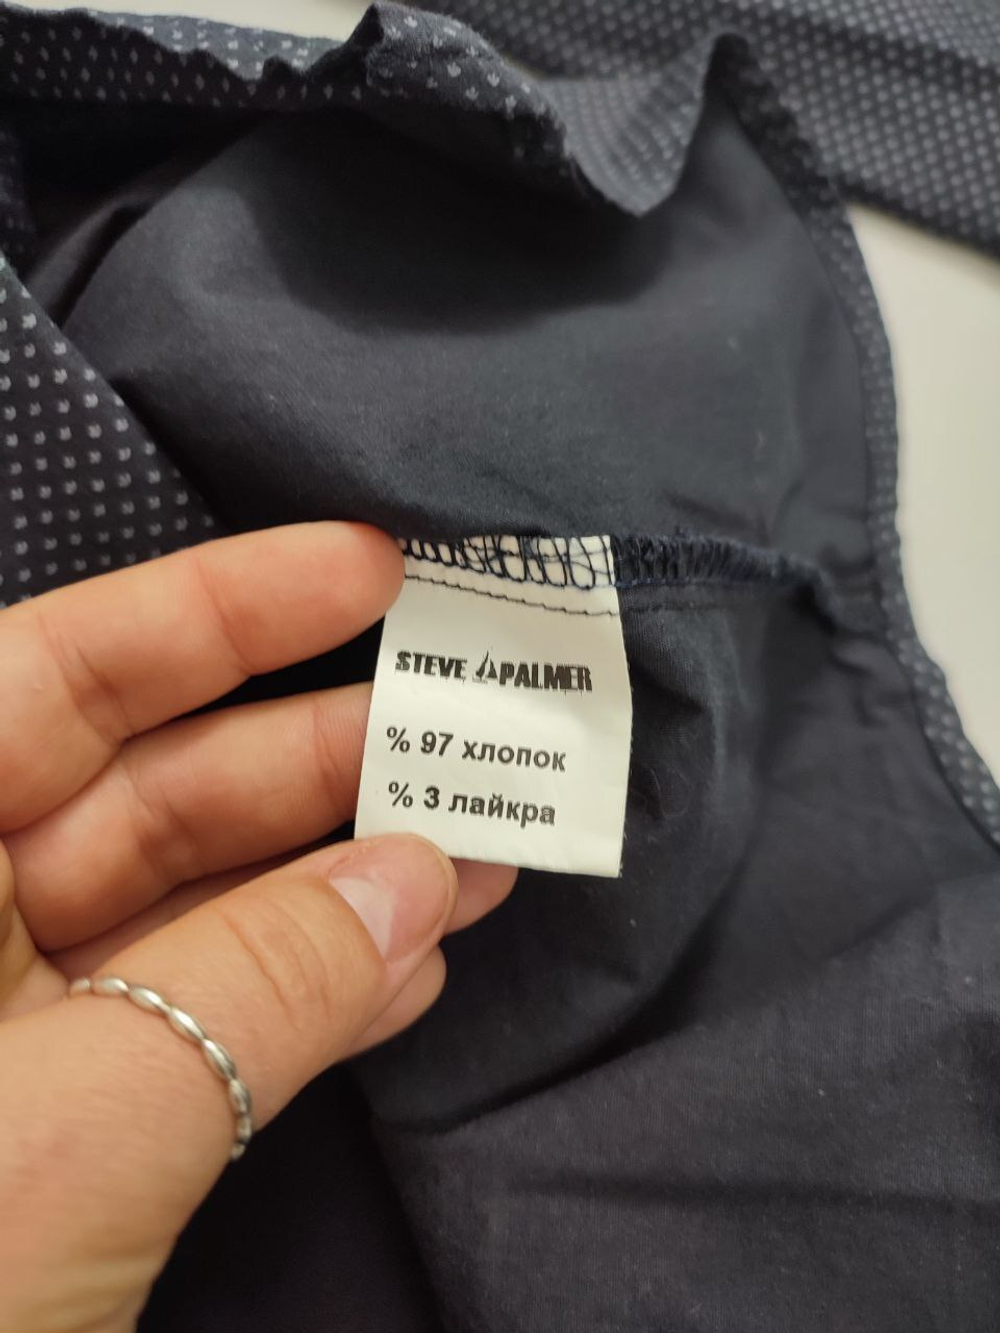 STEVE PALMER
% 97 хлопок
% 3 лайкра